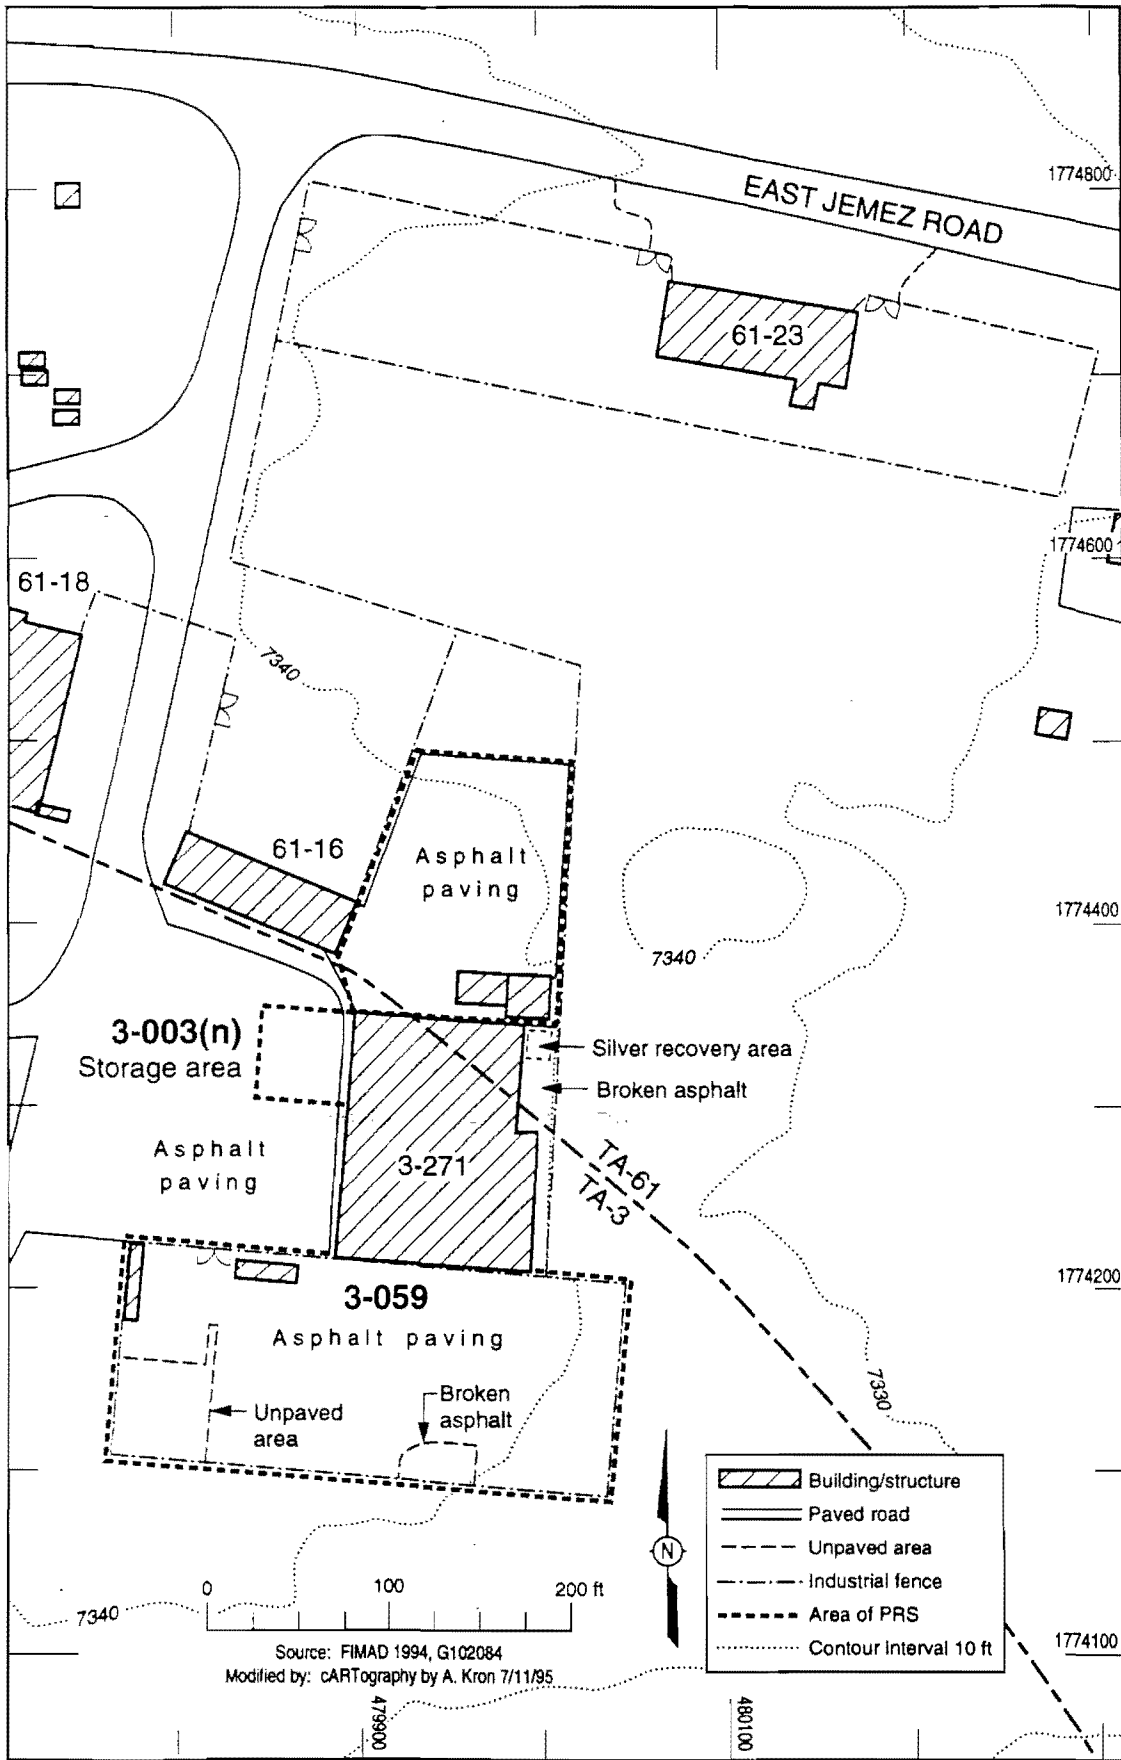 1774800
EAST JEMEZ ROAD
61-23
1774600
61-18
7340
61-16
Asphalt
paving
1774400
7340
3-003(n)
Storage area
Silver recovery area
Broken asphalt
Asphalt
paving
3-271
TA-61
TA-3
1774200
3-059
Asphalt paving
7330
Broken
asphalt
Unpaved
area
Building/structure
Paved road
Unpaved area
Industrial fence
Area of PRS
Contour Interval 10 ft
N
0 100 200 ft
7340
1774100
Source: FIMAD 1994, G102084
Modified by: cARTography by A. Kron 7/11/95
479900
480100